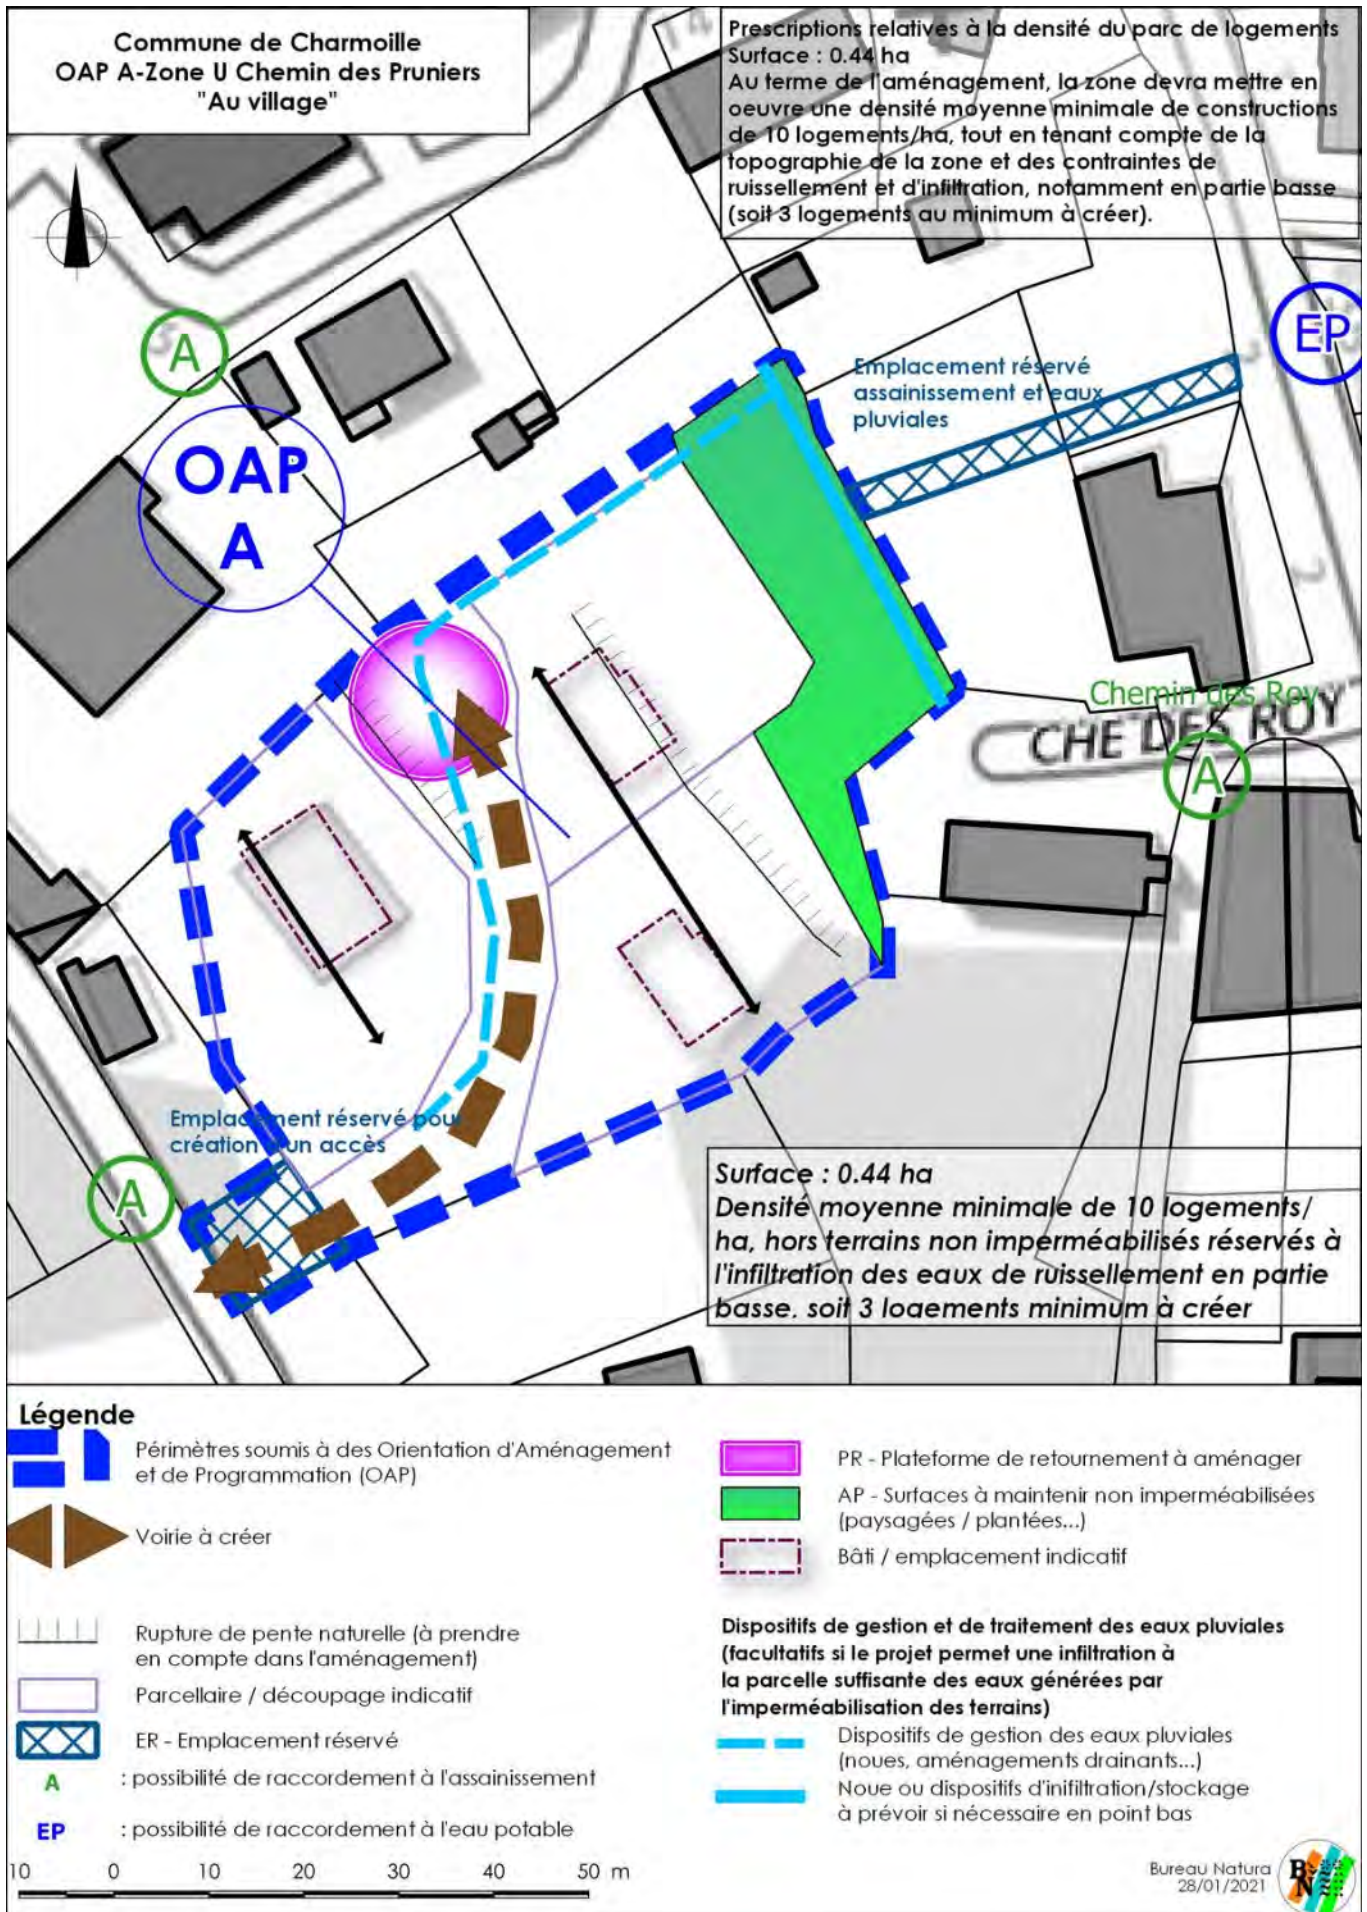 Commune de Charmoille
OAP A-Zone U Chemin des Pruniers
"Au village"
Prescriptions relatives à la densité du parc de logements
Surface : 0.44 ha
Au terme de l'aménagement, la zone devra mettre en
oeuvre une densité moyenne minimale de constructions
de 10 logements/ha, tout en tenant compte de la
topographie de la zone et des contraintes de
ruissellement et d'infiltration, notamment en partie basse
(soit 3 logements au minimum à créer).
A
EP
Emplacement réservé
assainissement et eaux
pluviales
OAP
A
Chemin des Roy
CHE DES ROY
A
Emplacement réservé pour
création d'un accès
A
Surface : 0.44 ha
Densité moyenne minimale de 10 logements/
ha, hors terrains non imperméabilisés réservés à
l'infiltration des eaux de ruissellement en partie
basse. soit 3 logements minimum à créer
Légende
Périmètres soumis à des Orientation d'Aménagement
et de Programmation (OAP)
Voirie à créer
Rupture de pente naturelle (à prendre
en compte dans l'aménagement)
Parcellaire / découpage indicatif
ER - Emplacement réservé
A : possibilité de raccordement à l'assainissement
EP : possibilité de raccordement à l'eau potable
PR - Plateforme de retournement à aménager
AP - Surfaces à maintenir non imperméabilisées
(paysagées / plantées...)
Bâti / emplacement indicatif
Dispositifs de gestion et de traitement des eaux pluviales
(facultatifs si le projet permet une infiltration à
la parcelle suffisante des eaux générées par
l'imperméabilisation des terrains)
Dispositifs de gestion des eaux pluviales
(noues, aménagements drainants...)
Noue ou dispositifs d'inifiltration/stockage
à prévoir si nécessaire en point bas
10 0 10 20 30 40 50 m
Bureau Natura
28/01/2021
BN